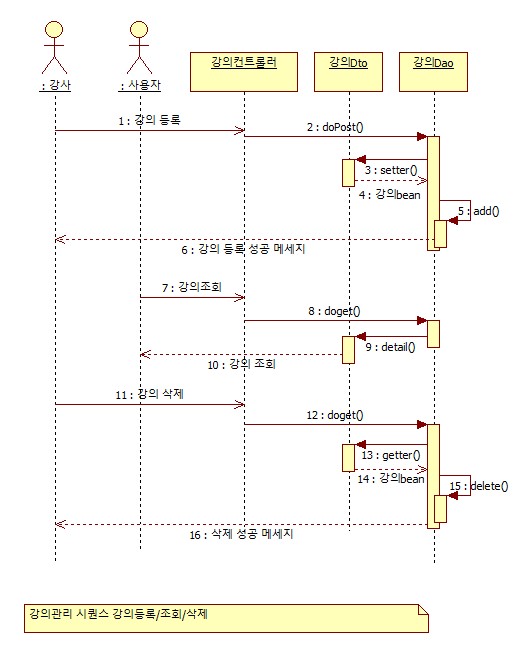 : 강사
: 사용자
강의컨트롤러
강의Dto
강의Dao
1 : 강의 등록
2 : doPost()
3 : setter()
4 : 강의bean
5 : add()
6 : 강의 등록 성공 메세지
7 : 강의조회
8 : doget()
9 : detail()
10 : 강의 조회
11 : 강의 삭제
12 : doget()
13 : getter()
14 : 강의bean
15 : delete()
16 : 삭제 성공 메세지
강의관리 시퀀스 강의등록/조회/삭제